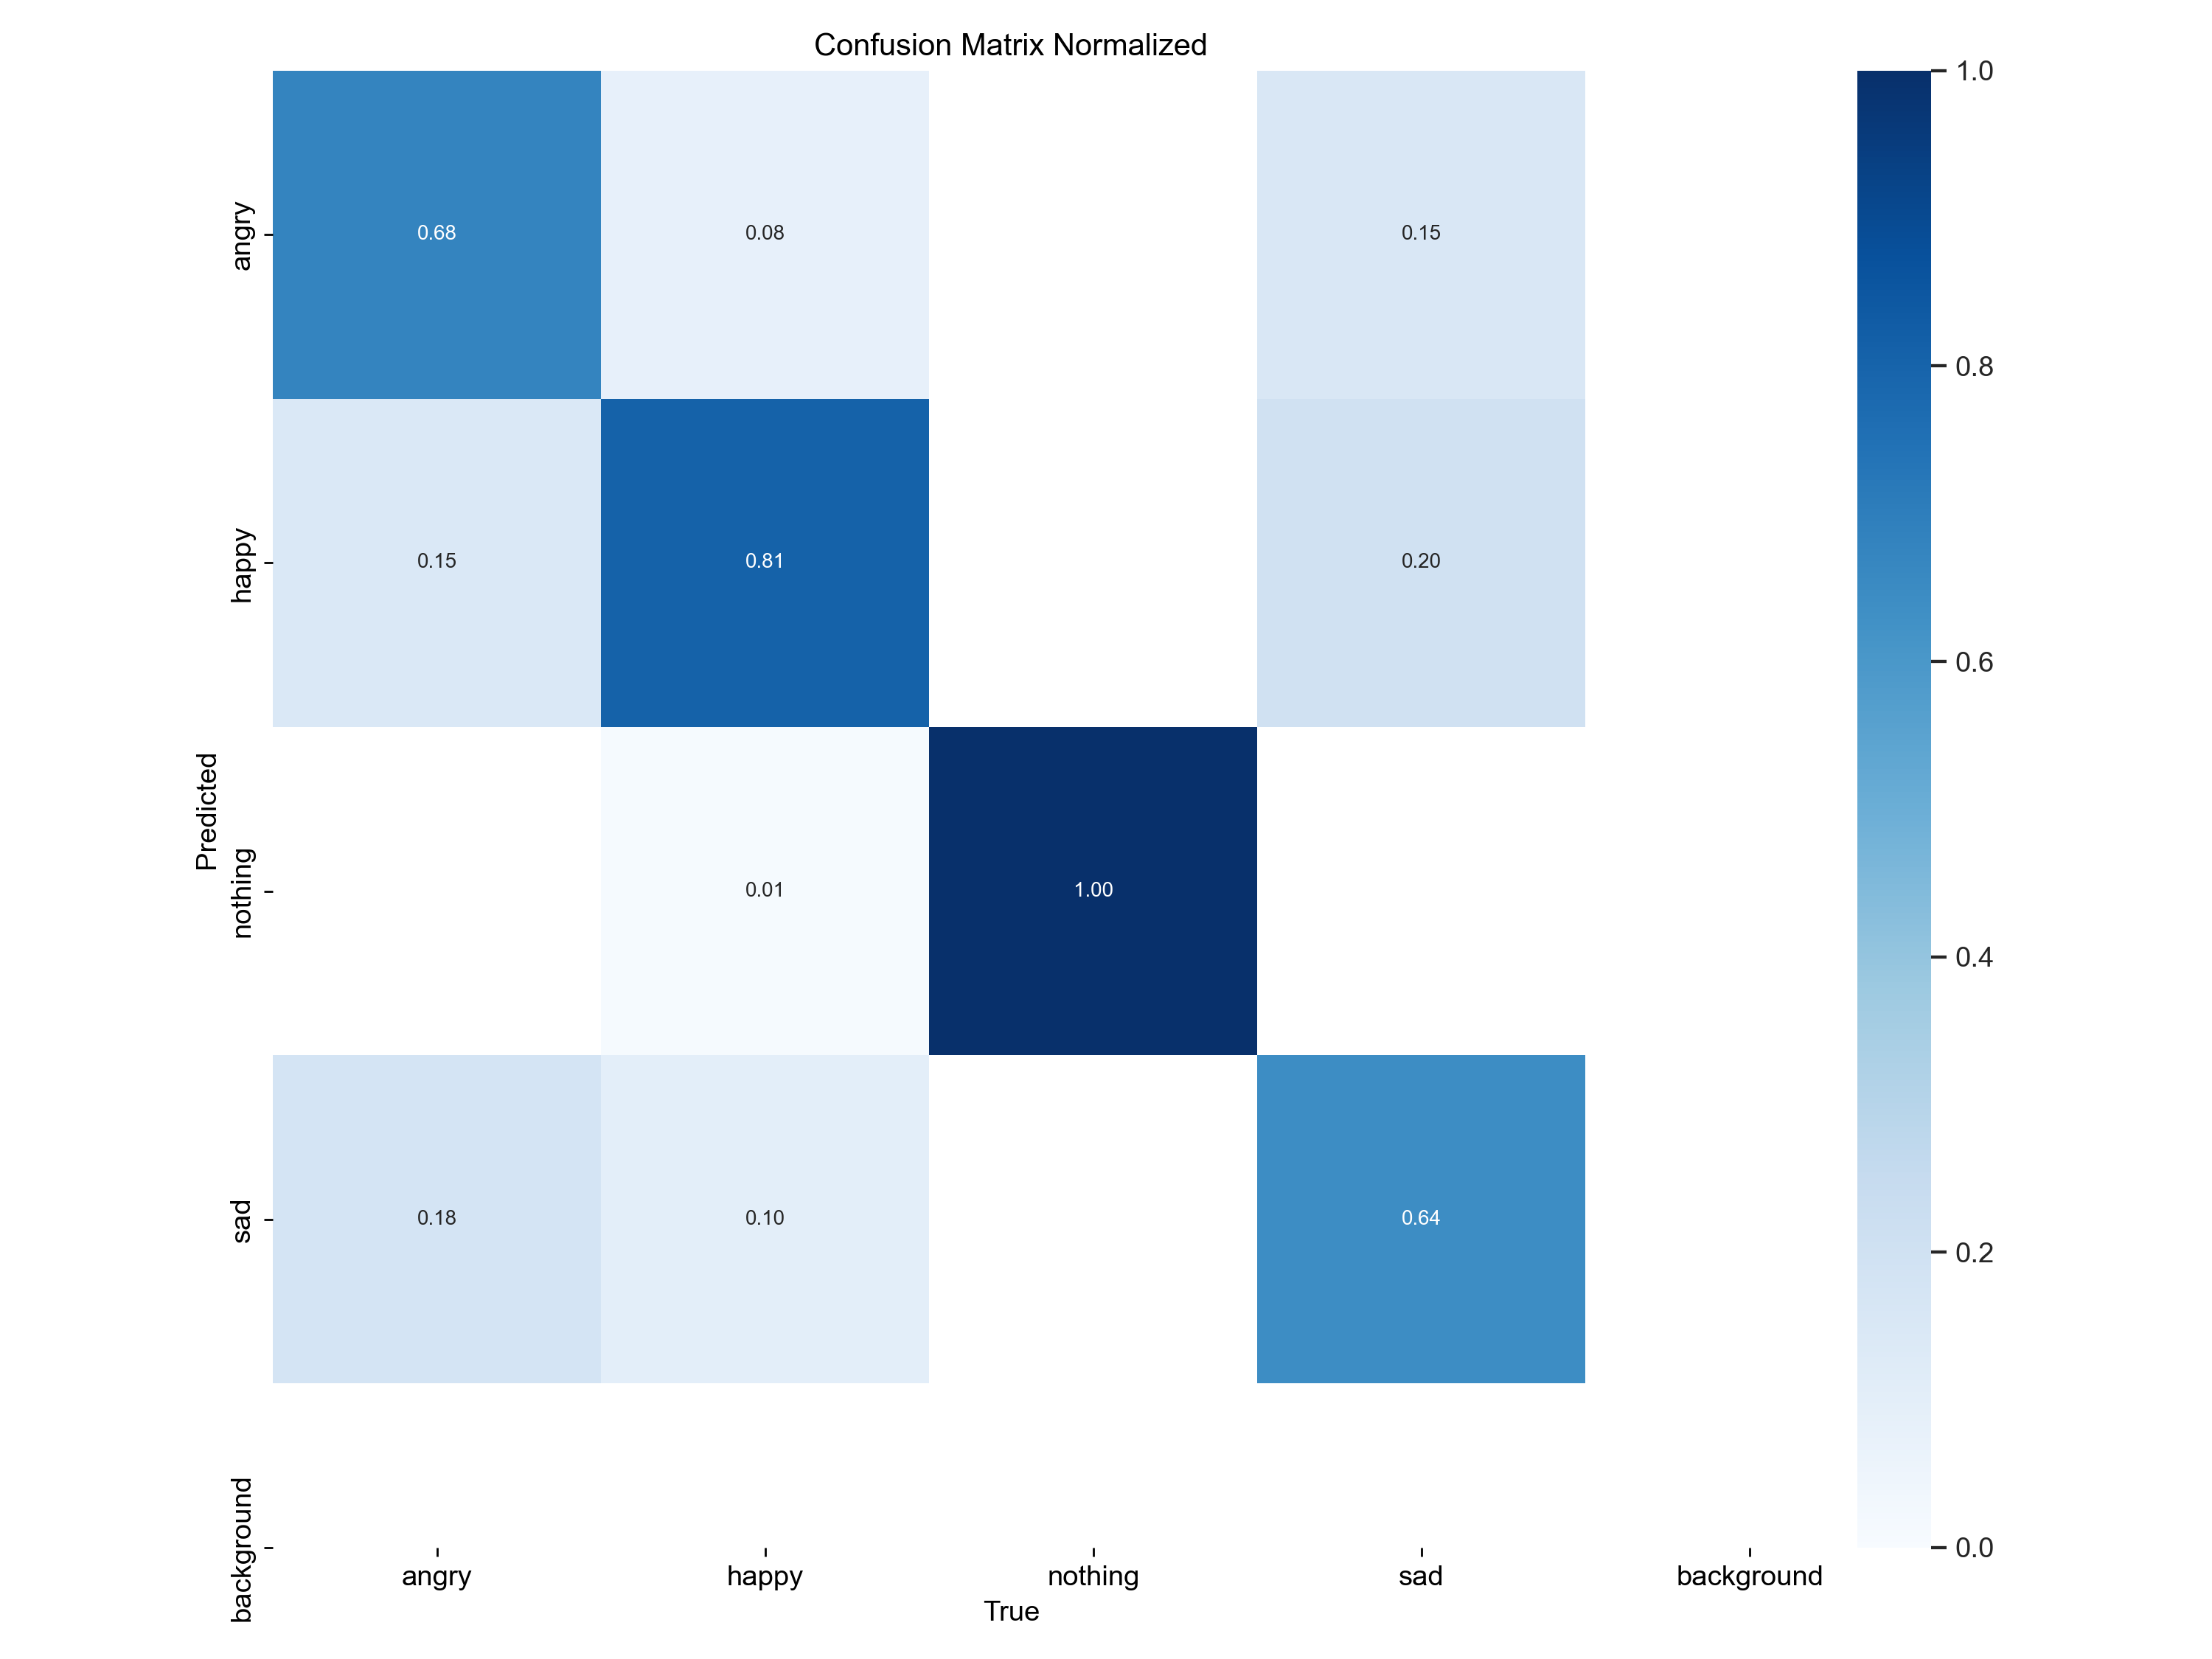 Confusion Matrix Normalized
1.0
angry
0.68
0.08
0.15
0.8
happy
0.15
0.81
0.20
0.6
Predicted
nothing
0.01
1.00
0.4
sad
0.18
0.10
0.64
0.2
background
0.0
angry
happy
nothing
sad
background
True